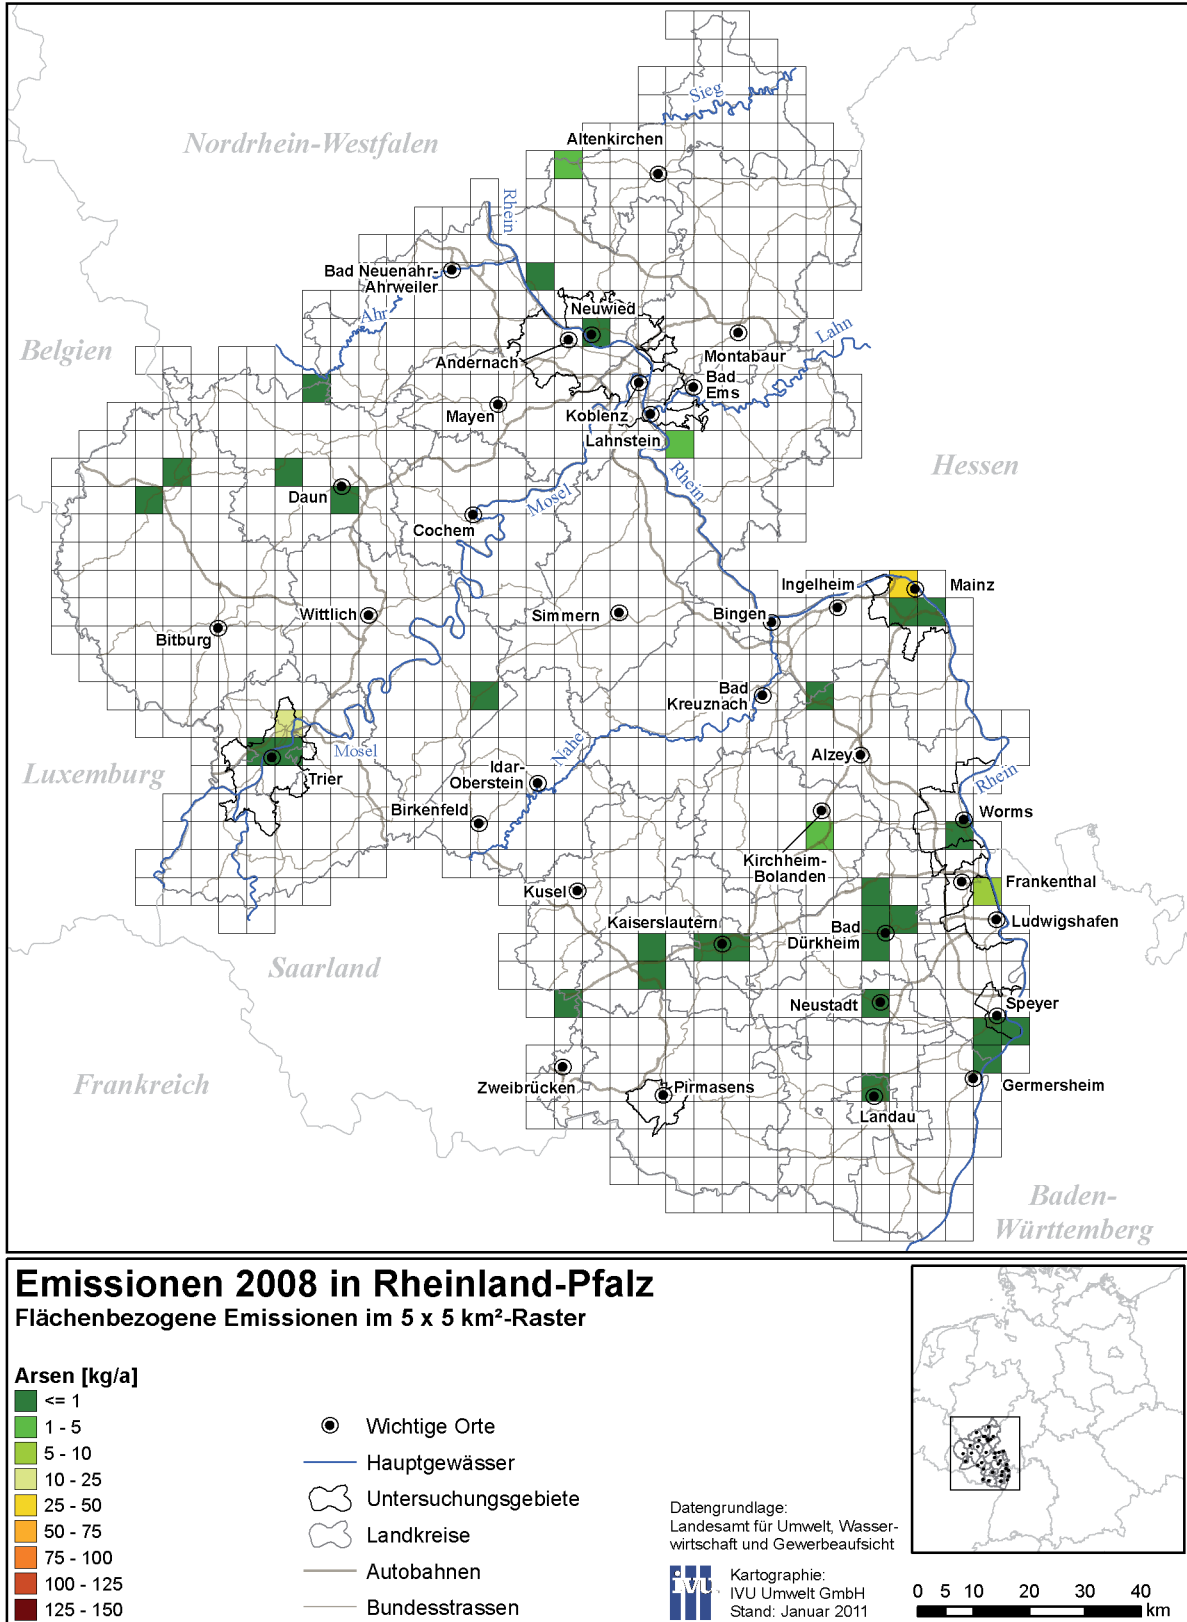 Sieg
Altenkirchen
Nordrhein-Westfalen
Rhein
Bad Neuenahr-
Ahrweiler
Neuwied
Ahr
Lahn
Belgien
Montabaur
Andernach
Bad
Ems
Mayen
Koblenz
Lahnstein
Hessen
Rhein
Daun
Mosel
Cochem
Ingelheim
Mainz
Wittlich
Simmern
Bingen
Bitburg
Bad
Kreuznach
Mosel
Nahe
Alzey
Luxemburg
Trier
Idar-
Oberstein
Rhein
Birkenfeld
Worms
Kirchheim-
Bolanden
Kusel
Frankenthal
Kaiserslautern
Bad
Dürkheim
Ludwigshafen
Saarland
Neustadt
Speyer
Frankreich
Zweibrücken
Pirmasens
Germersheim
Landau
Baden-
Württemberg
Emissionen 2008 in Rheinland-Pfalz
Flächenbezogene Emissionen im 5 x 5 km²-Raster
Arsen [kg/a]
<= 1
1 - 5
5 - 10
10 - 25
25 - 50
50 - 75
75 - 100
100 - 125
125 - 150
Wichtige Orte
Hauptgewässer
Untersuchungsgebiete
Landkreise
Autobahnen
Bundesstrassen
Datengrundlage:
Landesamt für Umwelt, Wasser-
wirtschaft und Gewerbeaufsicht
ivu
Kartographie:
IVU Umwelt GmbH
Stand: Januar 2011
0 5 10 20 30 40
km